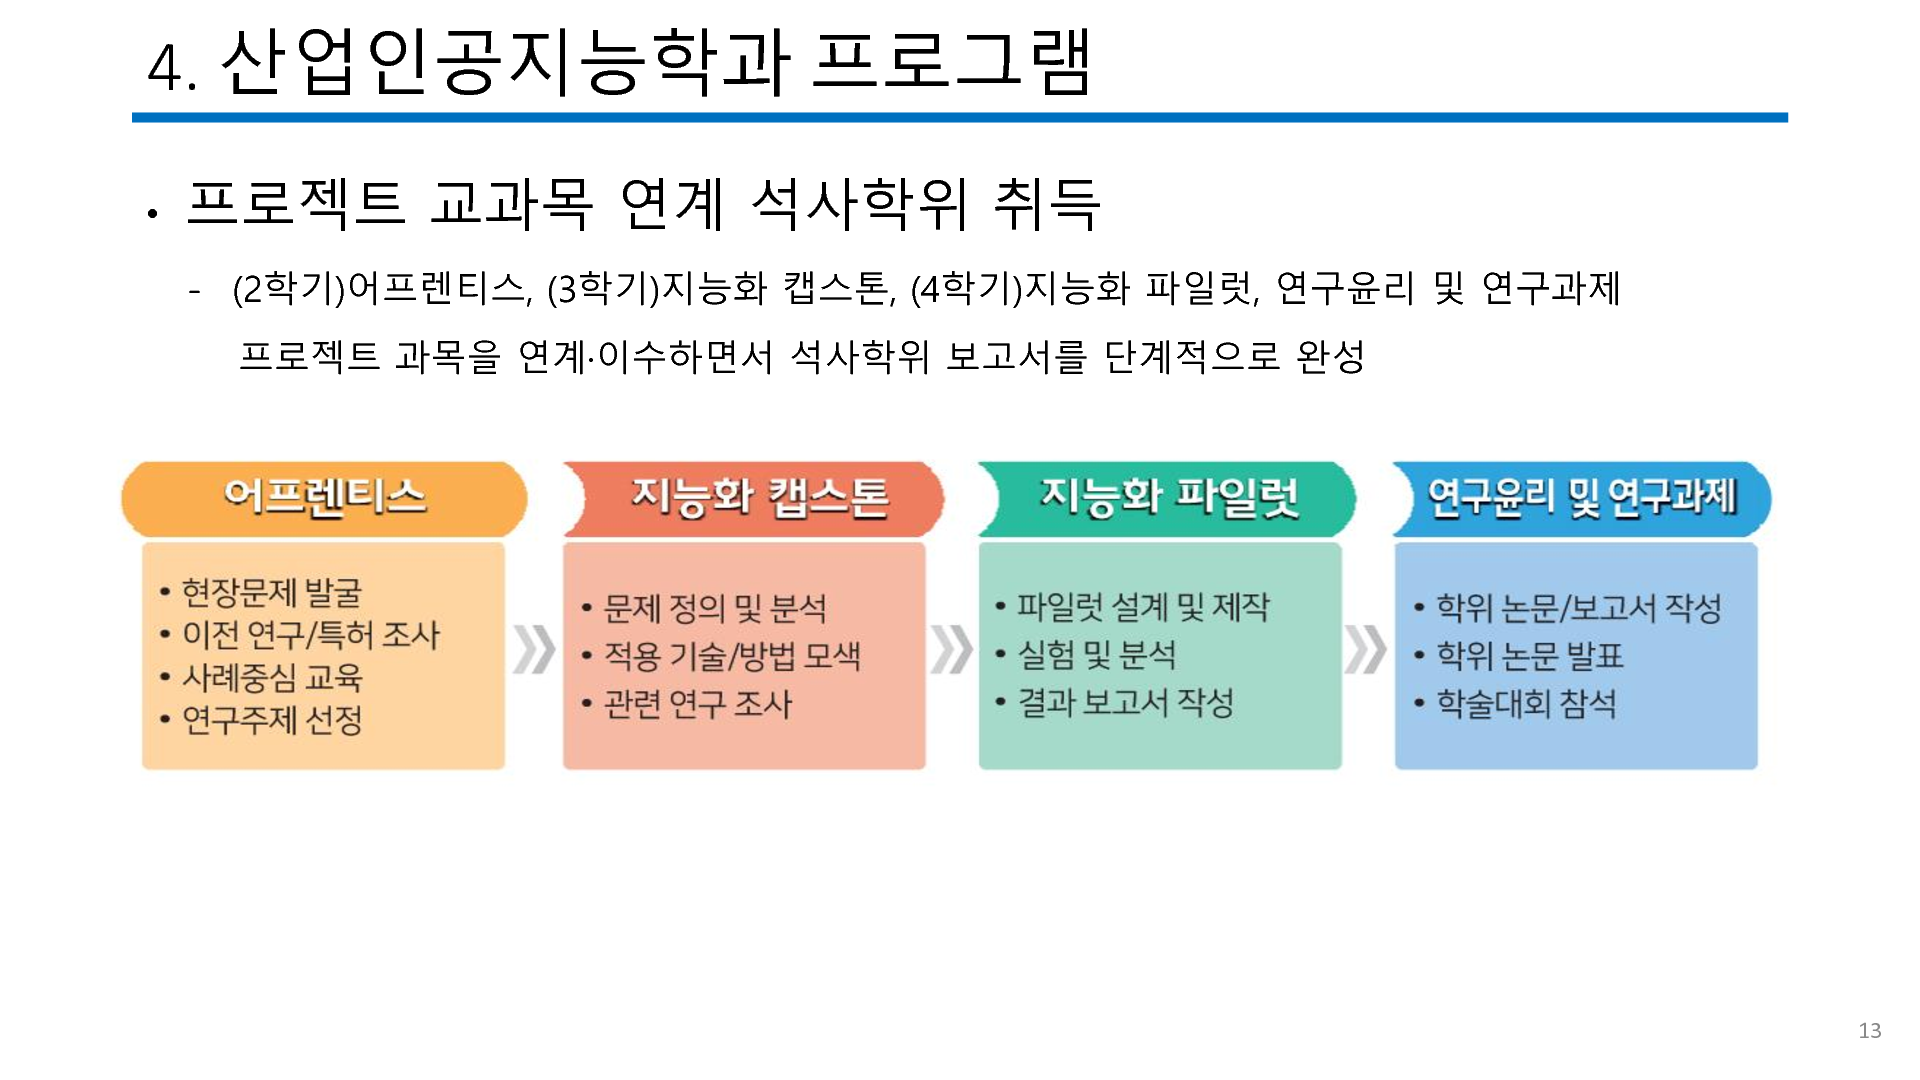 4. 산업인공지능학과 프로그램
• 프로젝트 교과목 연계 석사학위 취득
- (2학기)어프렌티스, (3학기)지능화 캡스톤, (4학기)지능화 파일럿, 연구윤리 및 연구과제
프로젝트 과목을 연계·이수하면서 석사학위 보고서를 단계적으로 완성
어프렌티스
• 현장문제 발굴
• 이전 연구/특허 조사
• 사례중심 교육
• 연구주제 선정
지능화 캡스톤
• 문제 정의 및 분석
• 적용 기술/방법 모색
• 관련 연구 조사
지능화 파일럿
• 파일럿 설계 및 제작
• 실험 및 분석
• 결과 보고서 작성
연구윤리 및 연구과제
• 학위 논문/보고서 작성
• 학위 논문 발표
• 학술대회 참석
13